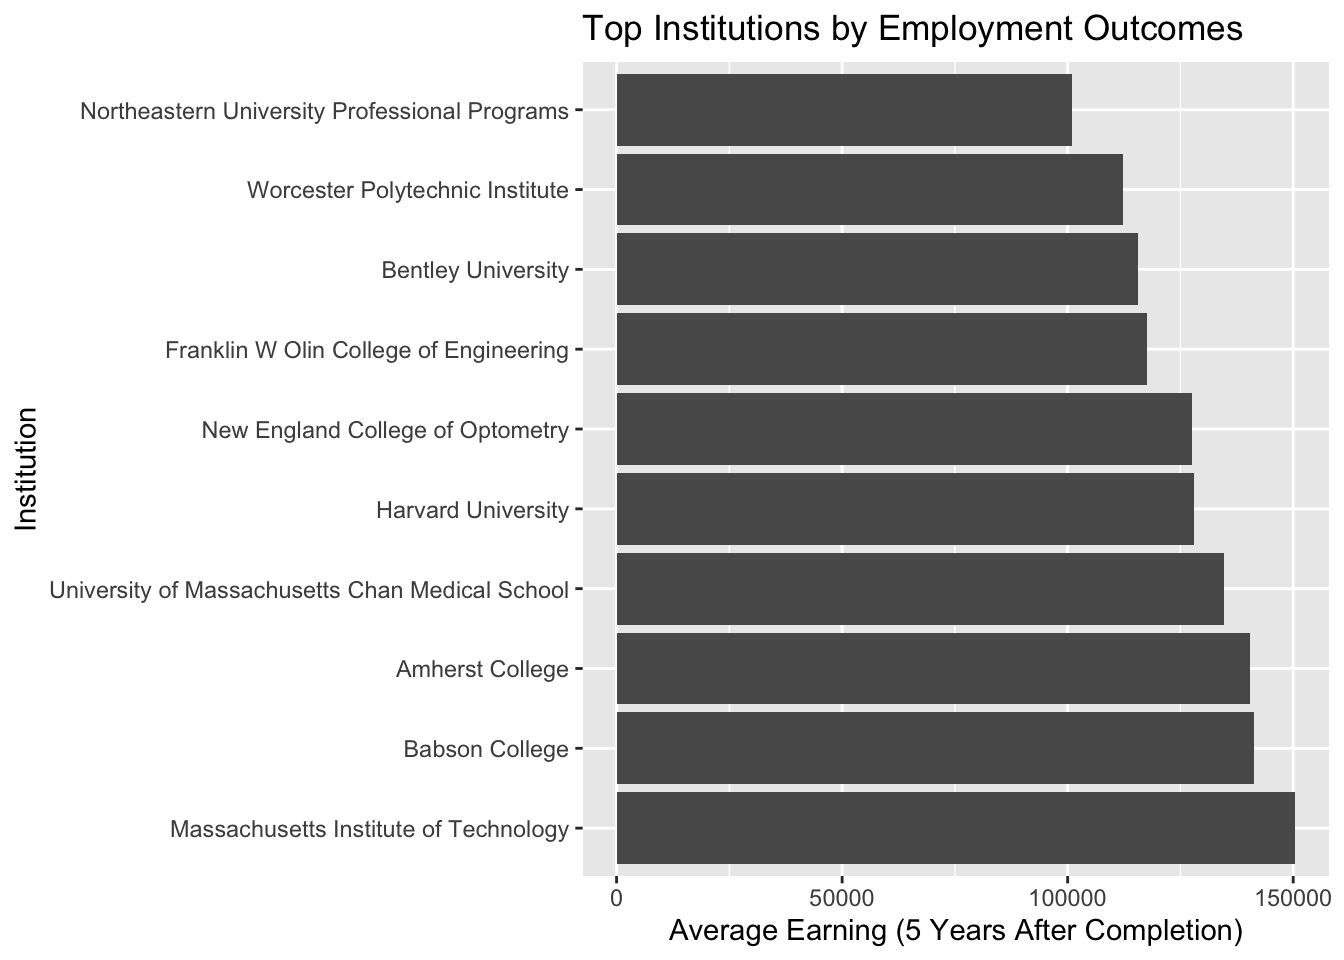 Top Institutions by Employment Outcomes
Northeastern University Professional Programs
Worcester Polytechnic Institute
Bentley University
Franklin W Olin College of Engineering
New England College of Optometry
Harvard University
University of Massachusetts Chan Medical School
Amherst College
Babson College
Massachusetts Institute of Technology
Institution
0 50000 100000 150000
Average Earning (5 Years After Completion)